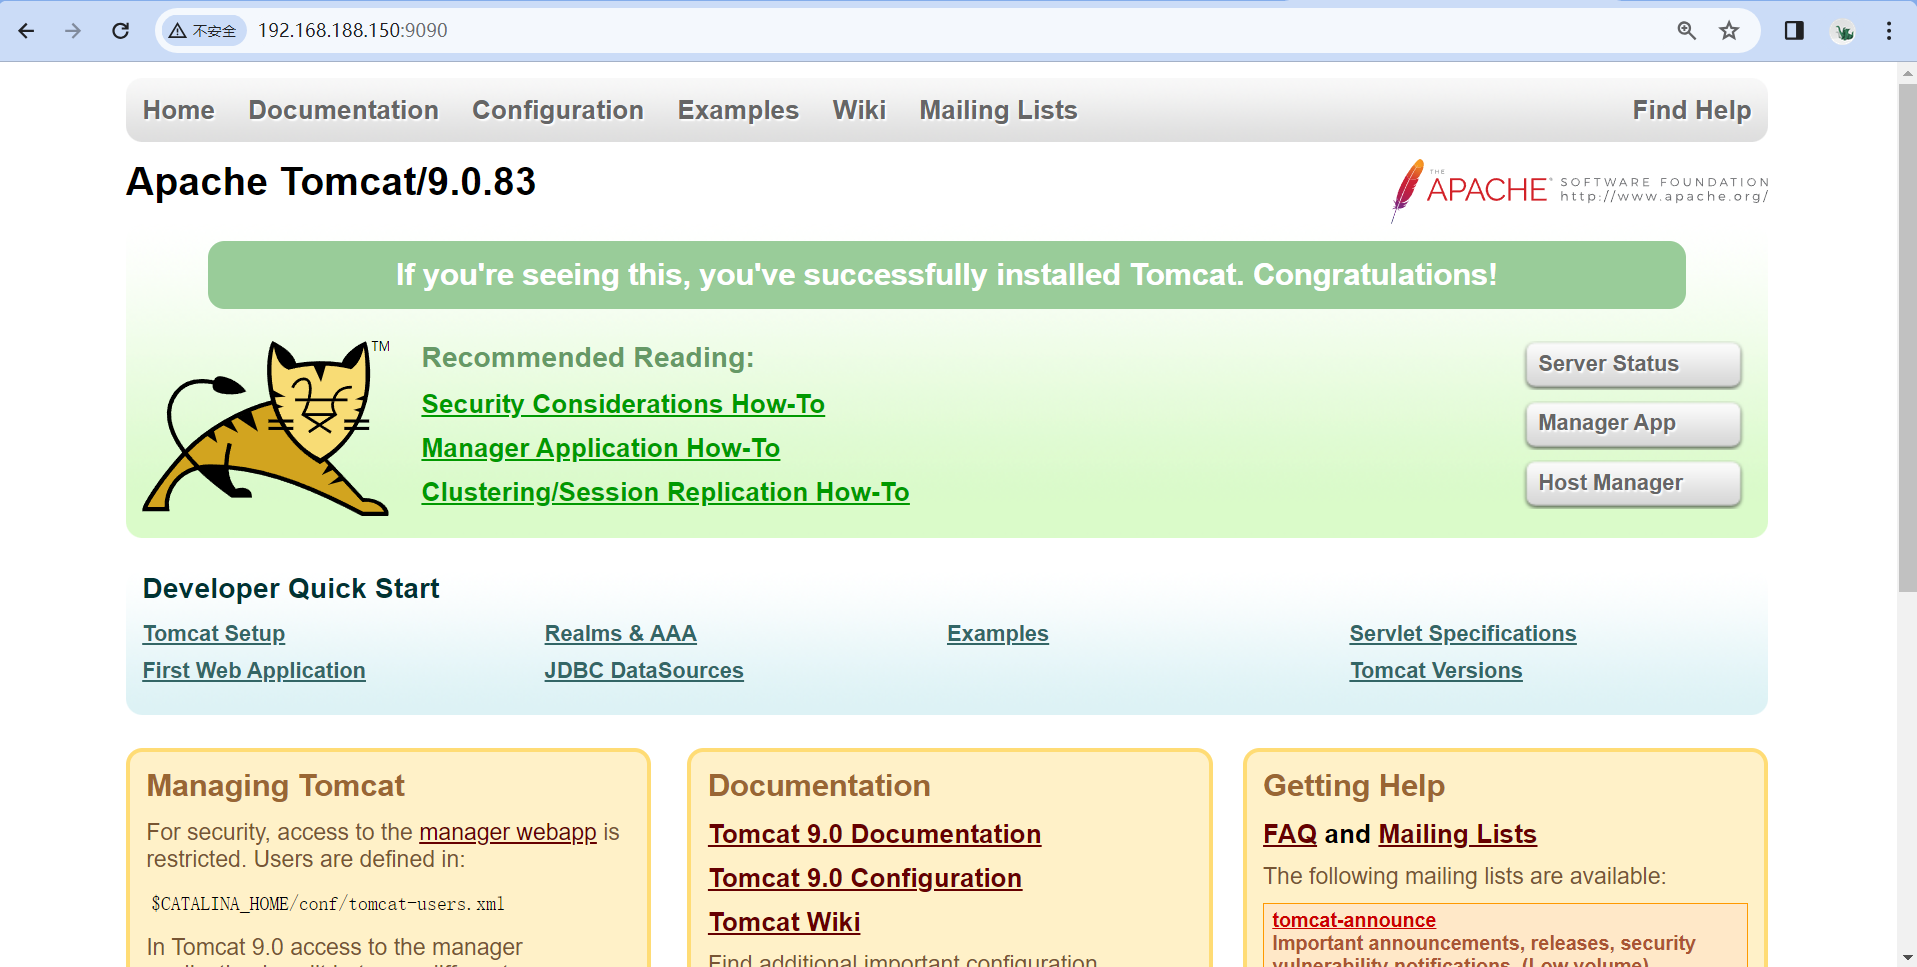 不安全 192.168.188.150:9090
Home Documentation Configuration Examples Wiki Mailing Lists Find Help
Apache Tomcat/9.0.83
THE
APACHE® SOFTWARE FOUNDATION
http://www.apache.org/
If you're seeing this, you've successfully installed Tomcat. Congratulations!
TM
Recommended Reading:
Security Considerations How-To
Manager Application How-To
Clustering/Session Replication How-To
Server Status
Manager App
Host Manager
Developer Quick Start
Tomcat Setup
First Web Application
Realms & AAA
JDBC DataSources
Examples
Servlet Specifications
Tomcat Versions
Managing Tomcat
For security, access to the manager webapp is
restricted. Users are defined in:
$CATALINA_HOME/conf/tomcat-users.xml
In Tomcat 9.0 access to the manager
Documentation
Tomcat 9.0 Documentation
Tomcat 9.0 Configuration
Tomcat Wiki
Find additional important configuration
Getting Help
FAQ and Mailing Lists
The following mailing lists are available:
tomcat-announce
Important announcements, releases, security
vulnerability notifications. (Low volume).